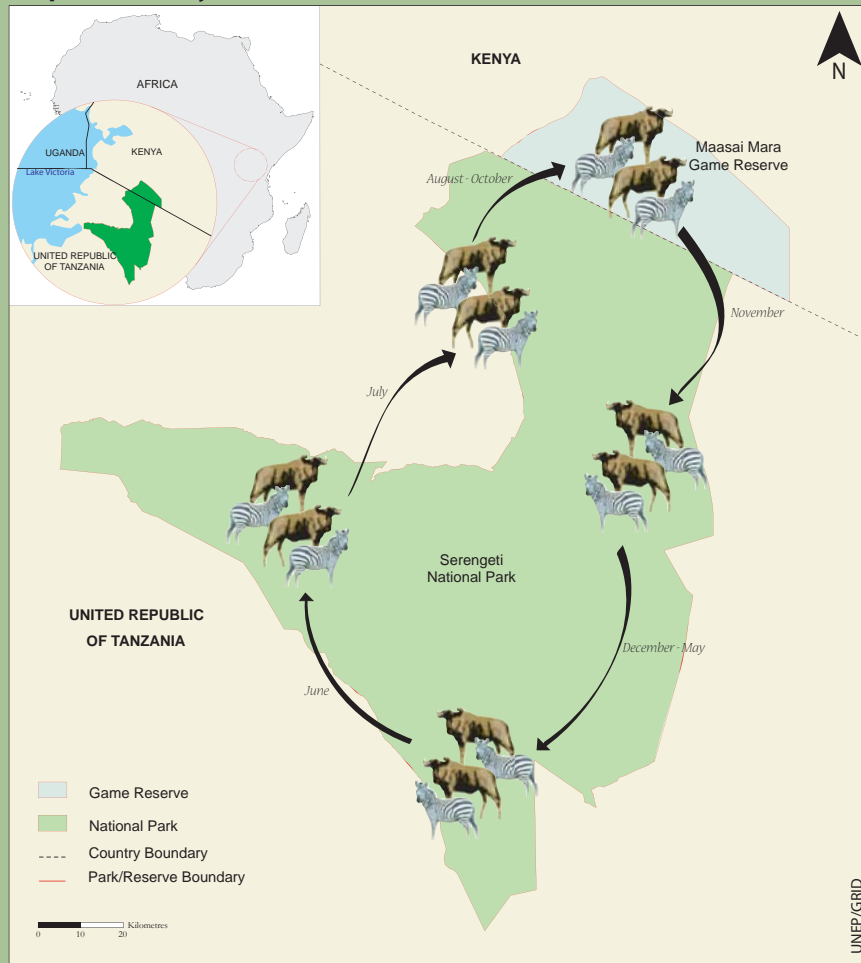 KENYA
N
AFRICA
UGANDA
KENYA
Lake Victoria
UNITED REPUBLIC
OF TANZANIA
Maasai Mara
Game Reserve
August-October
November
July
Serengeti
National Park
UNITED REPUBLIC
OF TANZANIA
December-May
June
Game Reserve
National Park
Country Boundary
Park/Reserve Boundary
Kilometres
0 10 20
UNEP/GRID